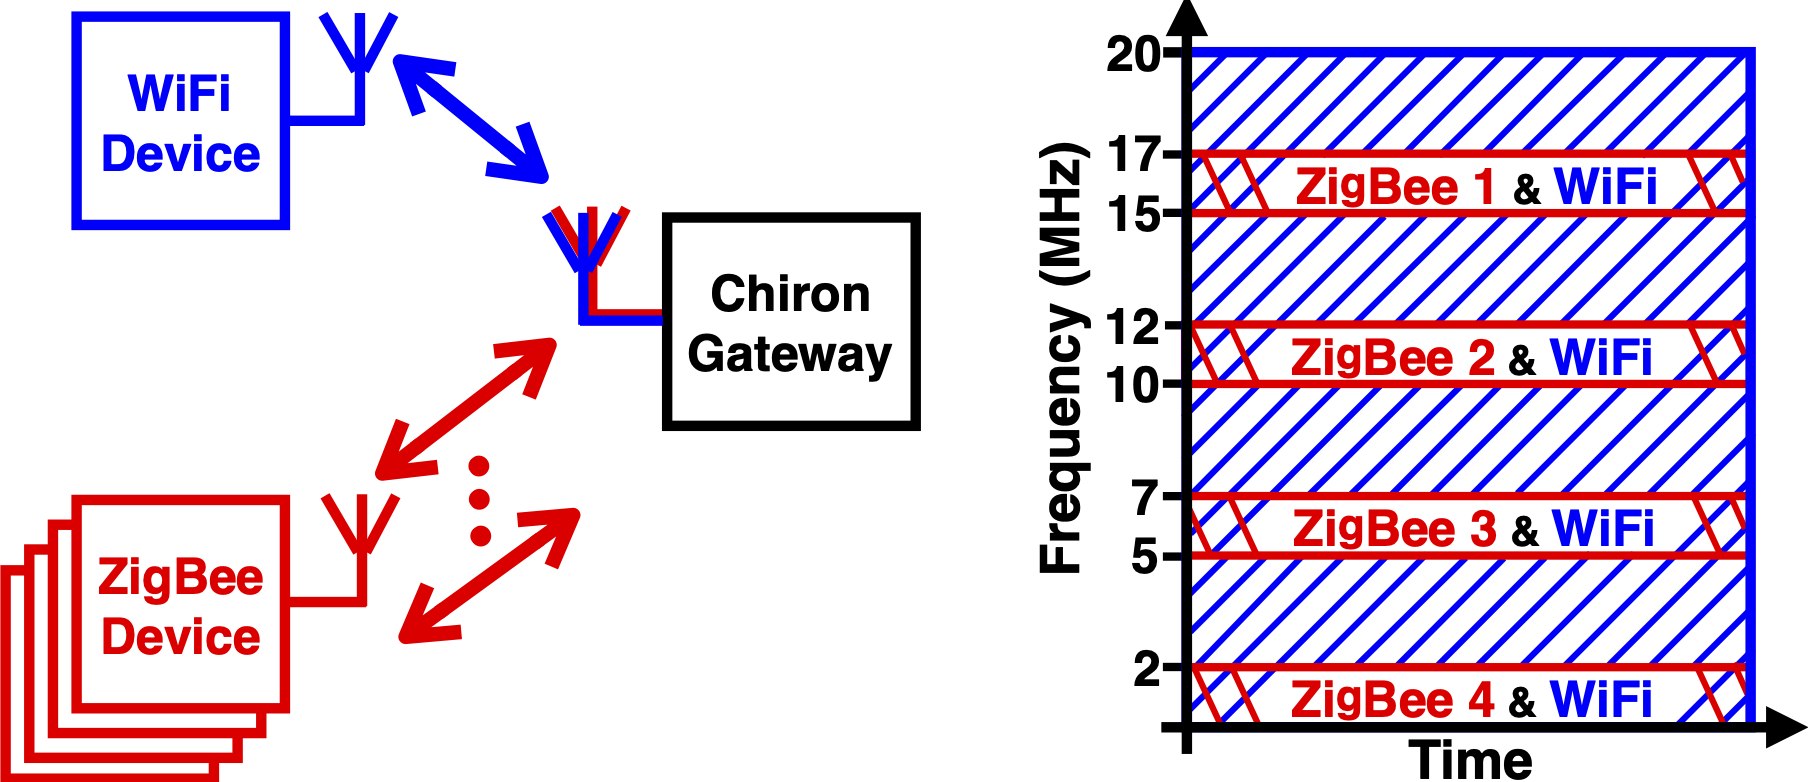 WiFi
Device
Chiron
Gateway
ZigBee
Device
Frequency (MHz)
20
17
ZigBee 1 & WiFi
15
12
ZigBee 2 & WiFi
10
7
ZigBee 3 & WiFi
5
2
ZigBee 4 & WiFi
Time